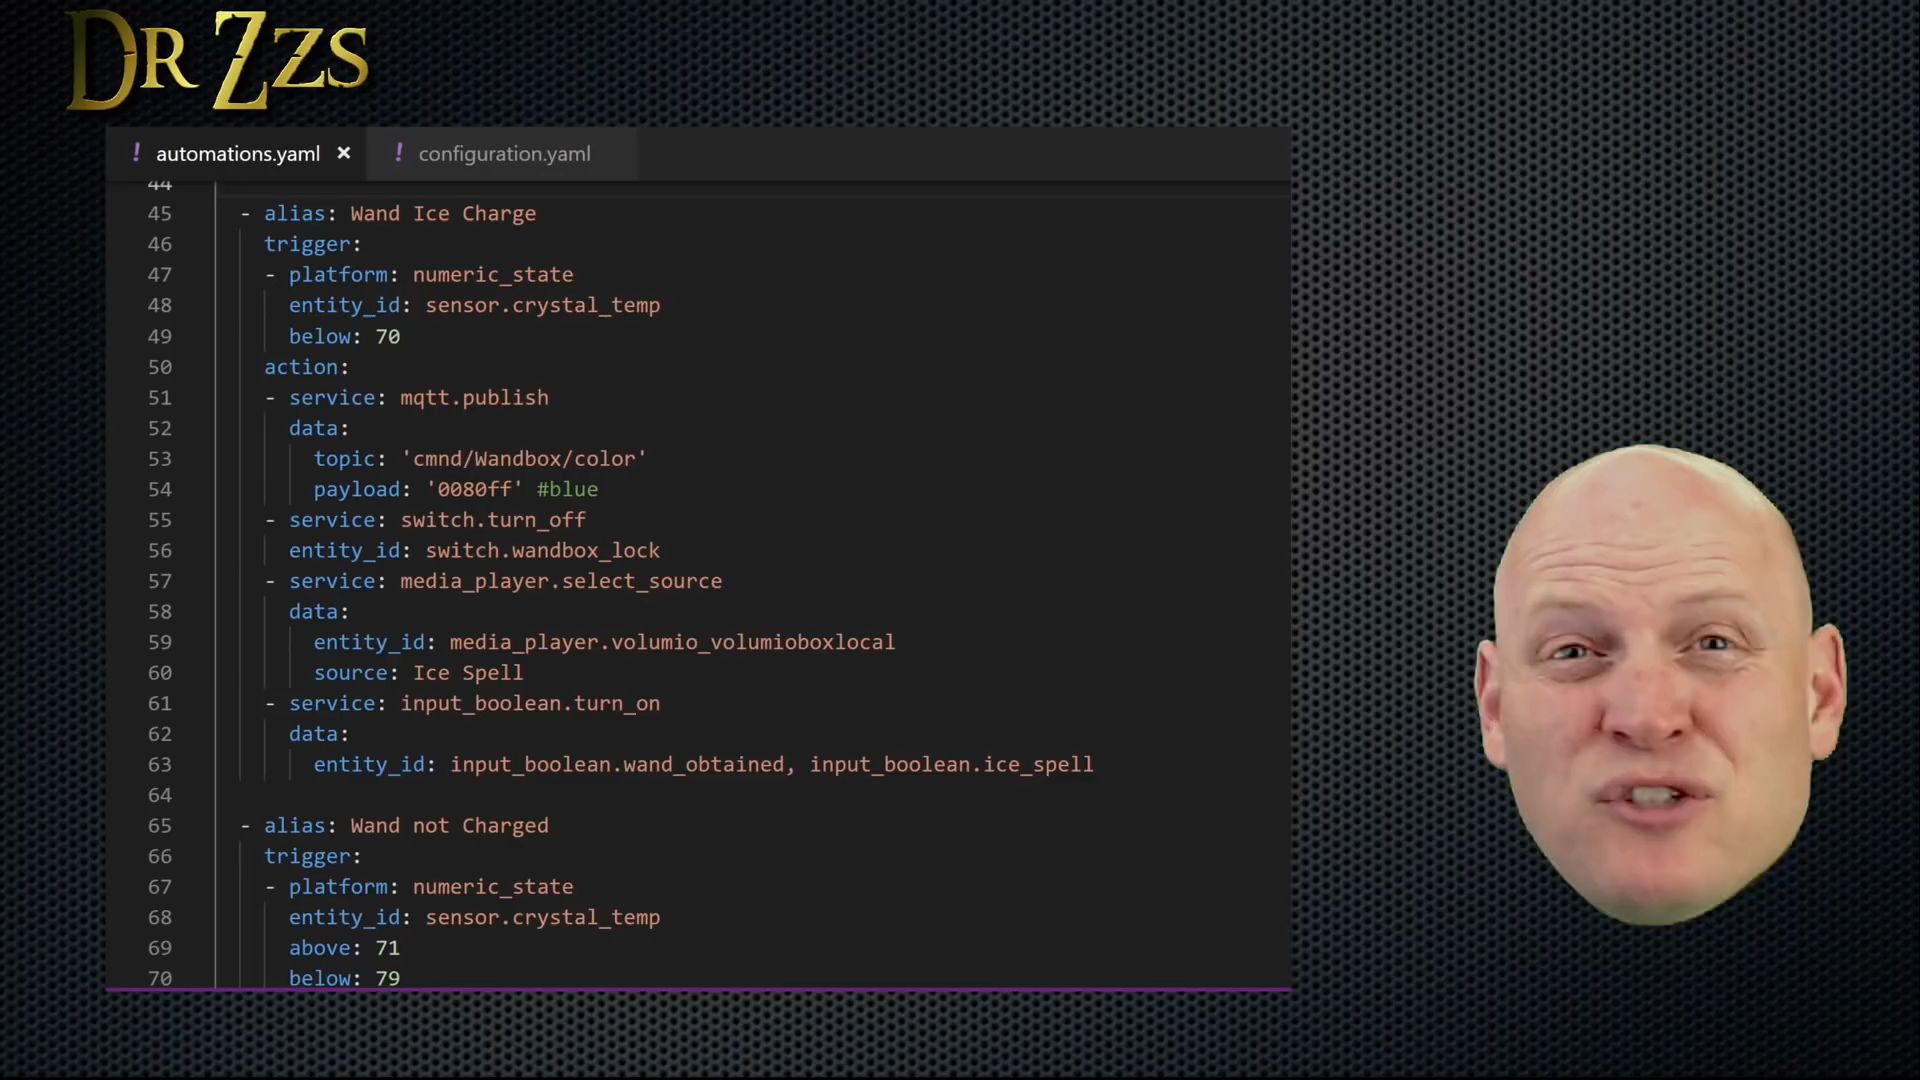 DR ZZS
! automations.yaml × ! configuration.yaml
44
45 - alias: Wand Ice Charge
46 trigger:
47 - platform: numeric_state
48 entity_id: sensor.crystal_temp
49 below: 70
50 action:
51 - service: mqtt.publish
52 data:
53 topic: 'cmnd/Wandbox/color'
54 payload: '0080ff' #blue
55 - service: switch.turn_off
56 entity_id: switch.wandbox_lock
57 - service: media_player.select_source
58 data:
59 entity_id: media_player.volumio_volumioboxlocal
60 source: Ice Spell
61 - service: input_boolean.turn_on
62 data:
63 entity_id: input_boolean.wand_obtained, input_boolean.ice_spell
64
65 - alias: Wand not Charged
66 trigger:
67 - platform: numeric_state
68 entity_id: sensor.crystal_temp
69 above: 71
70 below: 79